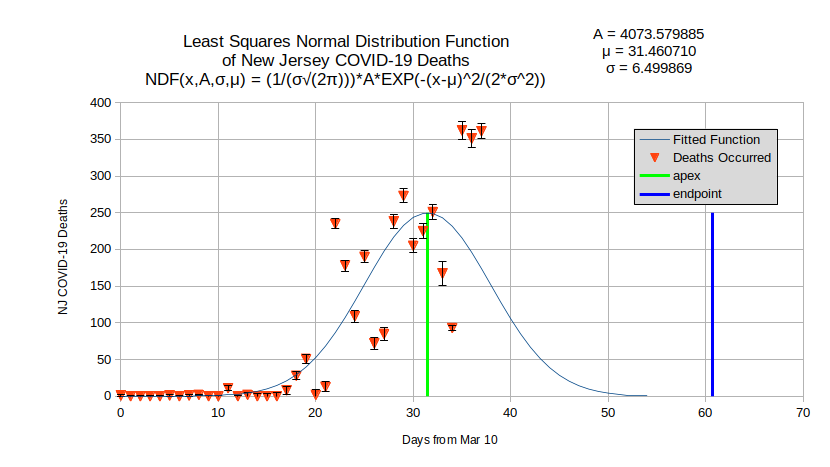 Least Squares Normal Distribution Function
of New Jersey COVID-19 Deaths
NDF(x,A,σ,μ) = (1/(σ√(2π)))*A*EXP(-(x-μ)^2/(2*σ^2))
A = 4073.579885
μ = 31.460710
σ = 6.499869
400
350
300
250
200
150
100
50
0
NJ COVID-19 Deaths
Fitted Function
Deaths Occurred
apex
endpoint
0 10 20 30 40 50 60 70
Days from Mar 10